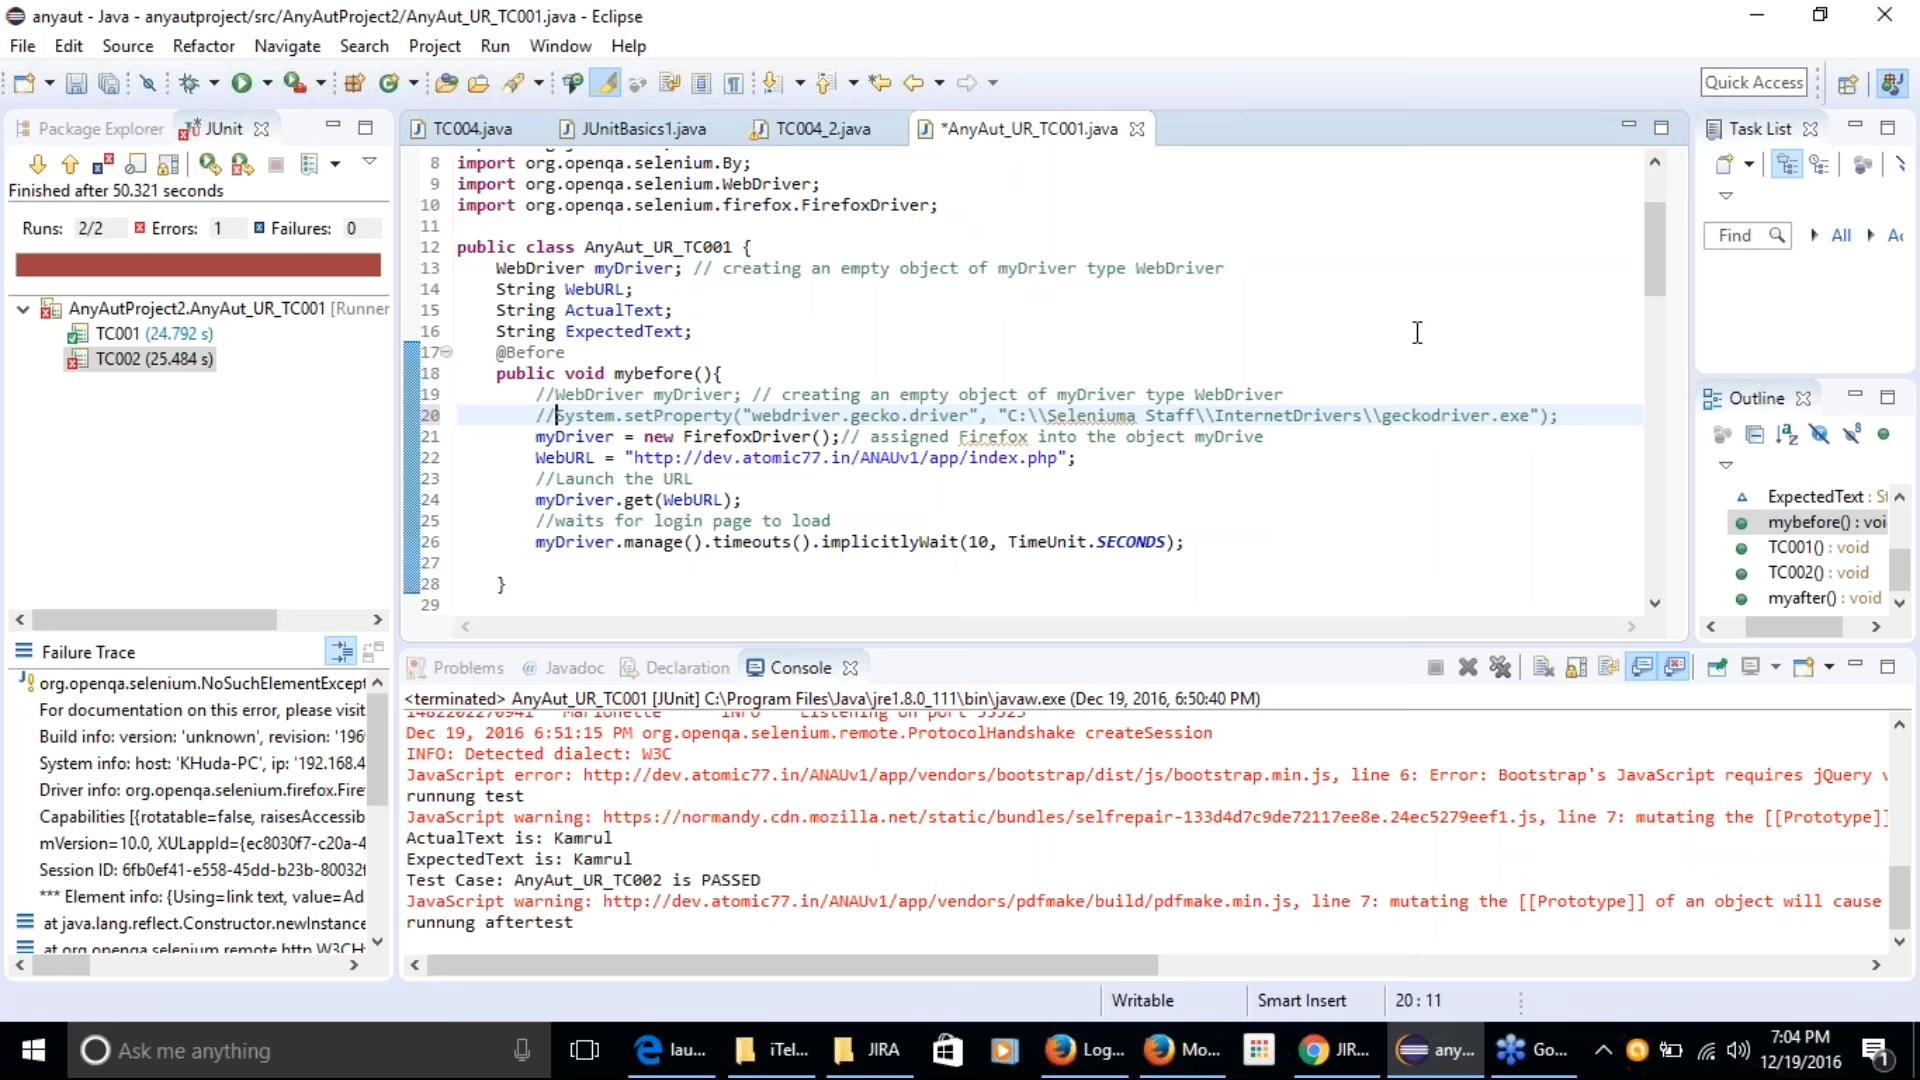 anyaut - Java - anyautproject/src/AnyAutProject2/AnyAut_UR_TC001.java - Eclipse
File Edit Source Refactor Navigate Search Project Run Window Help
Quick Access
Package Explorer JUnit
Finished after 50.321 seconds
Runs: 2/2 Errors: 1 Failures: 0
AnyAutProject2.AnyAut_UR_TC001 [Runner
TC001 (24.792 s)
TC002 (25.484 s)
Failure Trace
org.openqa.selenium.NoSuchElementExcept
For documentation on this error, please visit
Build info: version: 'unknown', revision: '196
System info: host: 'KHuda-PC', ip: '192.168.4
Driver info: org.openqa.selenium.firefox.Fire
Capabilities [{rotatable=false, raisesAccessib
mVersion=10.0, XULappId={ec8030f7-c20a-4
Session ID: 6fb0ef41-e558-45dd-b23b-80032f
*** Element info: {Using=link text, value=Ad
at java.lang.reflect.Constructor.newInstance
at org.openqa.selenium.remote.http.W3CH
TC004.java JUnitBasics1.java TC004_2.java *AnyAut_UR_TC001.java
8 import org.openqa.selenium.By;
9 import org.openqa.selenium.WebDriver;
10 import org.openqa.selenium.firefox.FirefoxDriver;
11
12 public class AnyAut_UR_TC001 {
13 WebDriver myDriver; // creating an empty object of myDriver type WebDriver
14 String WebURL;
15 String ActualText;
16 String ExpectedText;
17 @Before
18 public void mybefore(){
19 //WebDriver myDriver; // creating an empty object of myDriver type WebDriver
20 //System.setProperty("webdriver.gecko.driver", "C:\\Seleniuma Staff\\InternetDrivers\\geckodriver.exe");
21 myDriver = new FirefoxDriver();// assigned Firefox into the object myDrive
22 WebURL = "http://dev.atomic77.in/ANAUv1/app/index.php";
23 //Launch the URL
24 myDriver.get(WebURL);
25 //waits for login page to load
26 myDriver.manage().timeouts().implicitlyWait(10, TimeUnit.SECONDS);
27
28 }
29
Problems Javadoc Declaration Console
<terminated> AnyAut_UR_TC001 [JUnit] C:\Program Files\Java\jre1.8.0_111\bin\javaw.exe (Dec 19, 2016, 6:50:40 PM)
Dec 19, 2016 6:51:15 PM org.openqa.selenium.remote.ProtocolHandshake createSession
INFO: Detected dialect: W3C
JavaScript error: http://dev.atomic77.in/ANAUv1/app/vendors/bootstrap/dist/js/bootstrap.min.js, line 6: Error: Bootstrap's JavaScript requires jQuery v
runnung test
JavaScript warning: https://normandy.cdn.mozilla.net/static/bundles/selfrepair-133d4d7c9de72117ee8e.24ec5279eef1.js, line 7: mutating the [[Prototype]]
ActualText is: Kamrul
ExpectedText is: Kamrul
Test Case: AnyAut_UR_TC002 is PASSED
JavaScript warning: http://dev.atomic77.in/ANAUv1/app/vendors/pdfmake/build/pdfmake.min.js, line 7: mutating the [[Prototype]] of an object will cause
runnung aftertest
Task List
Find All Ac
Outline
ExpectedText : St
mybefore() : voi
TC001() : void
TC002() : void
myafter() : void
Writable Smart Insert 20 : 11
Ask me anything
lau... iTel... JIRA Log... Mo... JIR... any... Go...
7:04 PM
12/19/2016
1